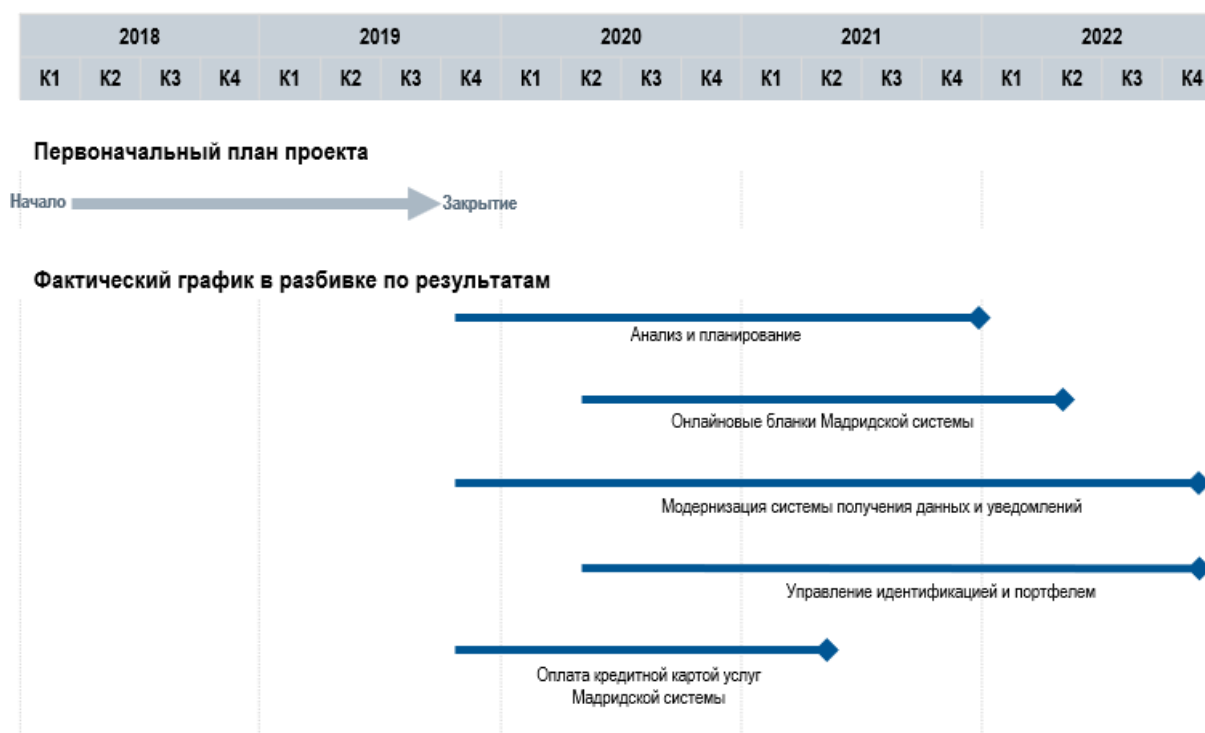 2018 2019 2020 2021 2022
К1 К2 К3 К4 К1 К2 К3 К4 К1 К2 К3 К4 К1 К2 К3 К4 К1 К2 К3 К4
Первоначальный план проекта
Начало Закрытие
Фактический график в разбивке по результатам
Анализ и планирование
Онлайновые бланки Мадридской системы
Модернизация системы получения данных и уведомлений
Управление идентификацией и портфелем
Оплата кредитной картой услуг
Мадридской системы